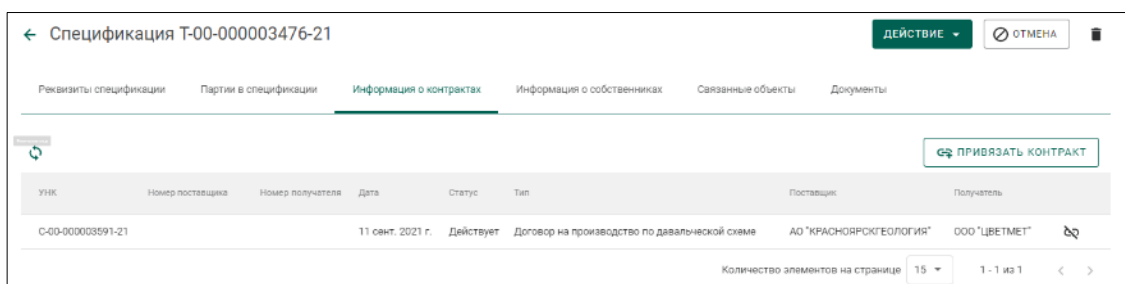 ← Спецификация Т-00-000003476-21 ДЕЙСТВИЕ ОТМЕНА
Реквизиты спецификации Партии в спецификации Информация о контрактах Информация о собственниках Связанные объекты Документы
ПРИВЯЗАТЬ КОНТРАКТ
УНК Номер поставщика Номер получателя Дата Статус Тип Поставщик Получатель
С-00-000003591-21 11 сент. 2021 г. Действует Договор на производство по давальческой схеме АО "КРАСНОЯРСКГЕОЛОГИЯ" ООО "ЦВЕТМЕТ"
Количество элементов на странице 15 1 - 1 из 1